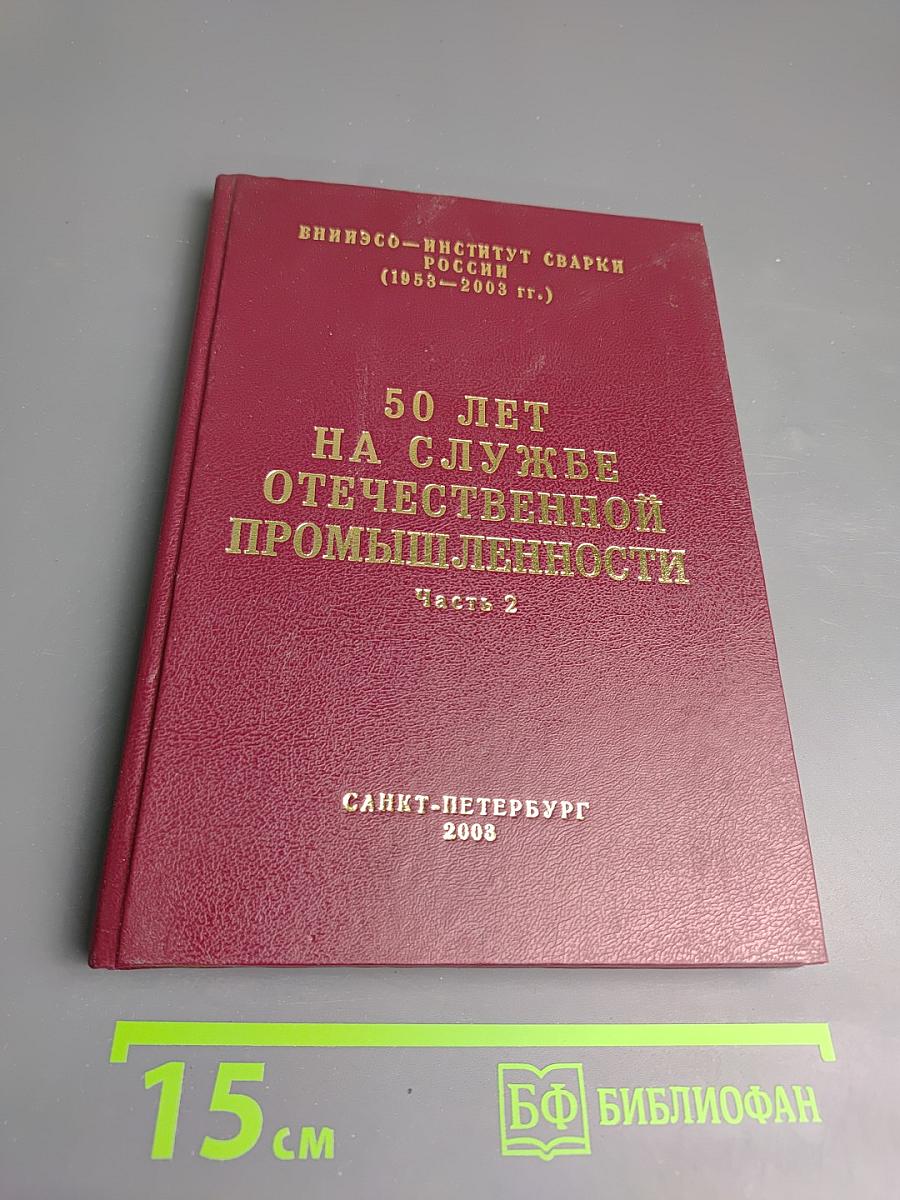 ВНИИЭСО—ИНСТИТУТ СВАРКИ
РОССИИ
(1953—2003 гг.)
50 ЛЕТ
НА СЛУЖБЕ
ОТЕЧЕСТВЕННОЙ
ПРОМЫШЛЕННОСТИ
Часть 2
САНКТ-ПЕТЕРБУРГ
2003
15 см
БФ БИБЛИОФАН